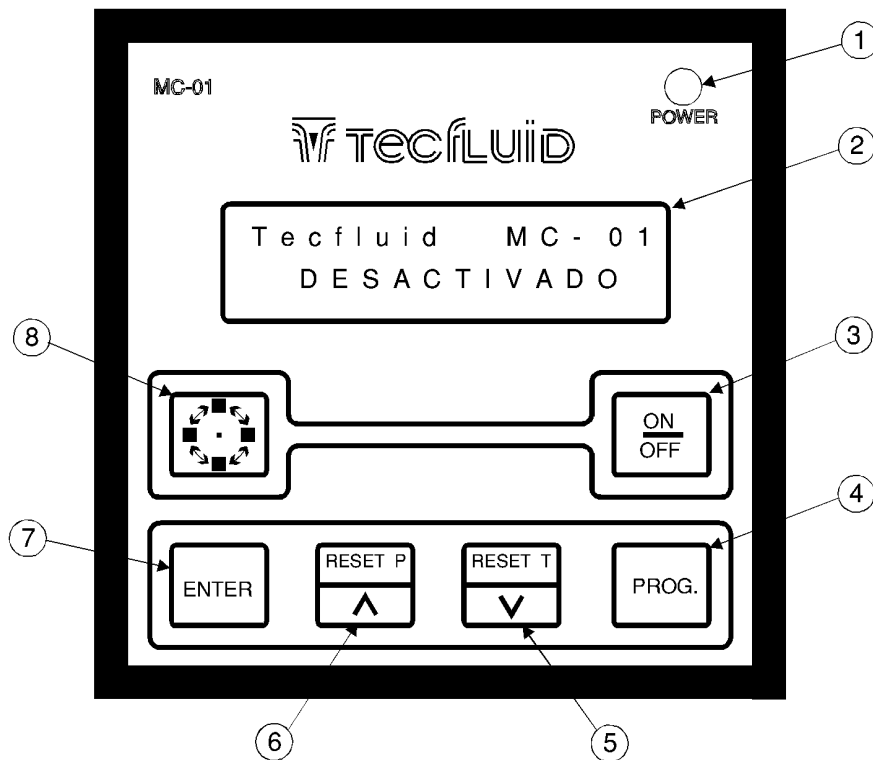 1
MC-01
POWER
TECFLUID
2
Tecfluid MC-01
DESACTIVADO
8
3
ON
OFF
4
7
ENTER
RESET P
RESET T
PROG.
6
5